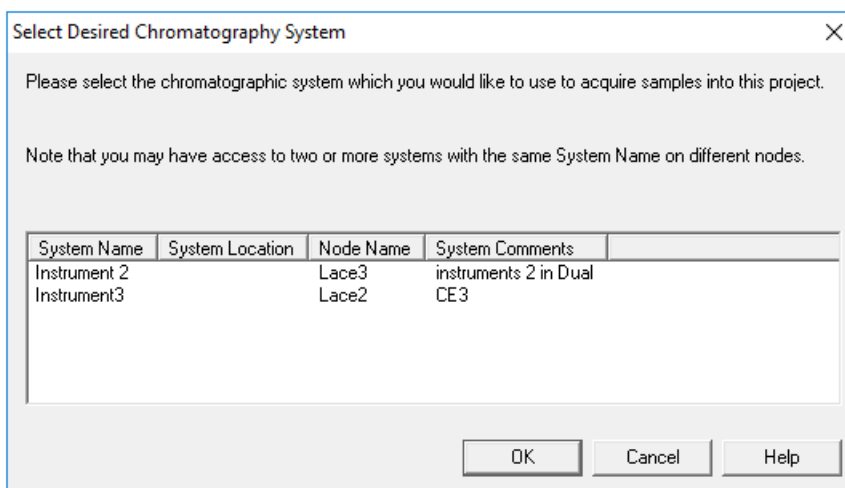 Select Desired Chromatography System
Please select the chromatographic system which you would like to use to acquire samples into this project.
Note that you may have access to two or more systems with the same System Name on different nodes.
System Name System Location Node Name System Comments
Instrument 2 Lace3 instruments 2 in Dual
Instrument3 Lace2 CE3
OK Cancel Help